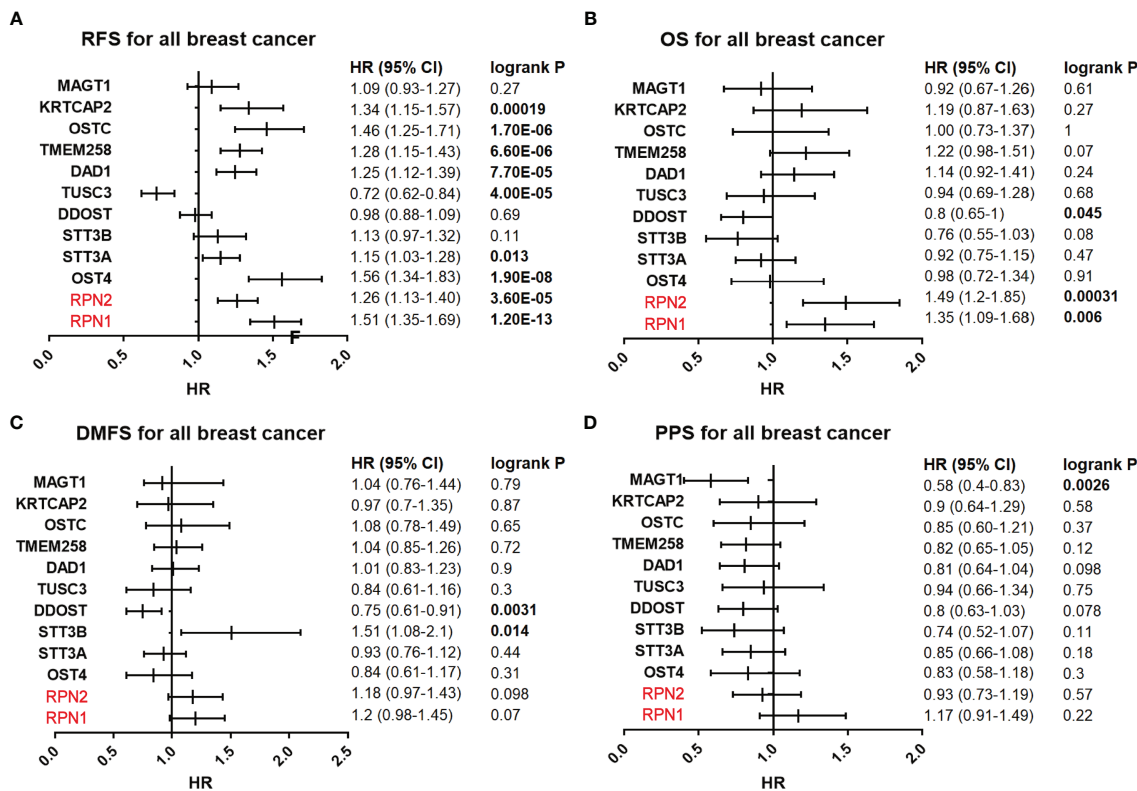 A
RFS for all breast cancer
HR (95% CI) logrank P
MAGT1 1.09 (0.93-1.27) 0.27
KRTCAP2 1.34 (1.15-1.57) 0.00019
OSTC 1.46 (1.25-1.71) 1.70E-06
TMEM258 1.28 (1.15-1.43) 6.60E-06
DAD1 1.25 (1.12-1.39) 7.70E-05
TUSC3 0.72 (0.62-0.84) 4.00E-05
DDOST 0.98 (0.88-1.09) 0.69
STT3B 1.13 (0.97-1.32) 0.11
STT3A 1.15 (1.03-1.28) 0.013
OST4 1.56 (1.34-1.83) 1.90E-08
RPN2 1.26 (1.13-1.40) 3.60E-05
RPN1 1.51 (1.35-1.69) 1.20E-13
F
0.0 0.5 1.0 1.5 2.0
HR
B
OS for all breast cancer
HR (95% CI) logrank P
MAGT1 0.92 (0.67-1.26) 0.61
KRTCAP2 1.19 (0.87-1.63) 0.27
OSTC 1.00 (0.73-1.37) 1
TMEM258 1.22 (0.98-1.51) 0.07
DAD1 1.14 (0.92-1.41) 0.24
TUSC3 0.94 (0.69-1.28) 0.68
DDOST 0.8 (0.65-1) 0.045
STT3B 0.76 (0.55-1.03) 0.08
STT3A 0.92 (0.75-1.15) 0.47
OST4 0.98 (0.72-1.34) 0.91
RPN2 1.49 (1.2-1.85) 0.00031
RPN1 1.35 (1.09-1.68) 0.006
0.0 0.5 1.0 1.5 2.0
HR
C
DMFS for all breast cancer
HR (95% CI) logrank P
MAGT1 1.04 (0.76-1.44) 0.79
KRTCAP2 0.97 (0.7-1.35) 0.87
OSTC 1.08 (0.78-1.49) 0.65
TMEM258 1.04 (0.85-1.26) 0.72
DAD1 1.01 (0.83-1.23) 0.9
TUSC3 0.84 (0.61-1.16) 0.3
DDOST 0.75 (0.61-0.91) 0.0031
STT3B 1.51 (1.08-2.1) 0.014
STT3A 0.93 (0.76-1.12) 0.44
OST4 0.84 (0.61-1.17) 0.31
RPN2 1.18 (0.97-1.43) 0.098
RPN1 1.2 (0.98-1.45) 0.07
0.0 0.5 1.0 1.5 2.0 2.5
HR
D
PPS for all breast cancer
HR (95% CI) logrank P
MAGT1 0.58 (0.4-0.83) 0.0026
KRTCAP2 0.9 (0.64-1.29) 0.58
OSTC 0.85 (0.60-1.21) 0.37
TMEM258 0.82 (0.65-1.05) 0.12
DAD1 0.81 (0.64-1.04) 0.098
TUSC3 0.94 (0.66-1.34) 0.75
DDOST 0.8 (0.63-1.03) 0.078
STT3B 0.74 (0.52-1.07) 0.11
STT3A 0.85 (0.66-1.08) 0.18
OST4 0.83 (0.58-1.18) 0.3
RPN2 0.93 (0.73-1.19) 0.57
RPN1 1.17 (0.91-1.49) 0.22
0.0 0.5 1.0 1.5 2.0
HR